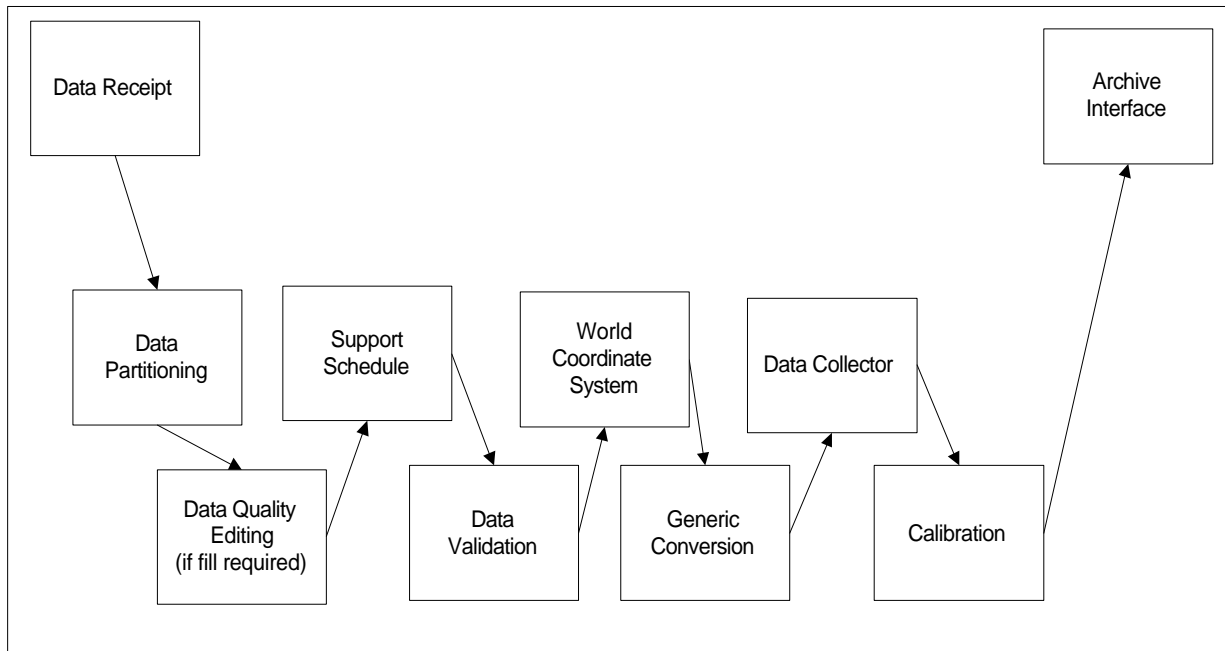 Data Receipt
Archive
Interface
Data
Partitioning
Support
Schedule
World
Coordinate
System
Data Collector
Data Quality
Editing
(if fill required)
Data
Validation
Generic
Conversion
Calibration